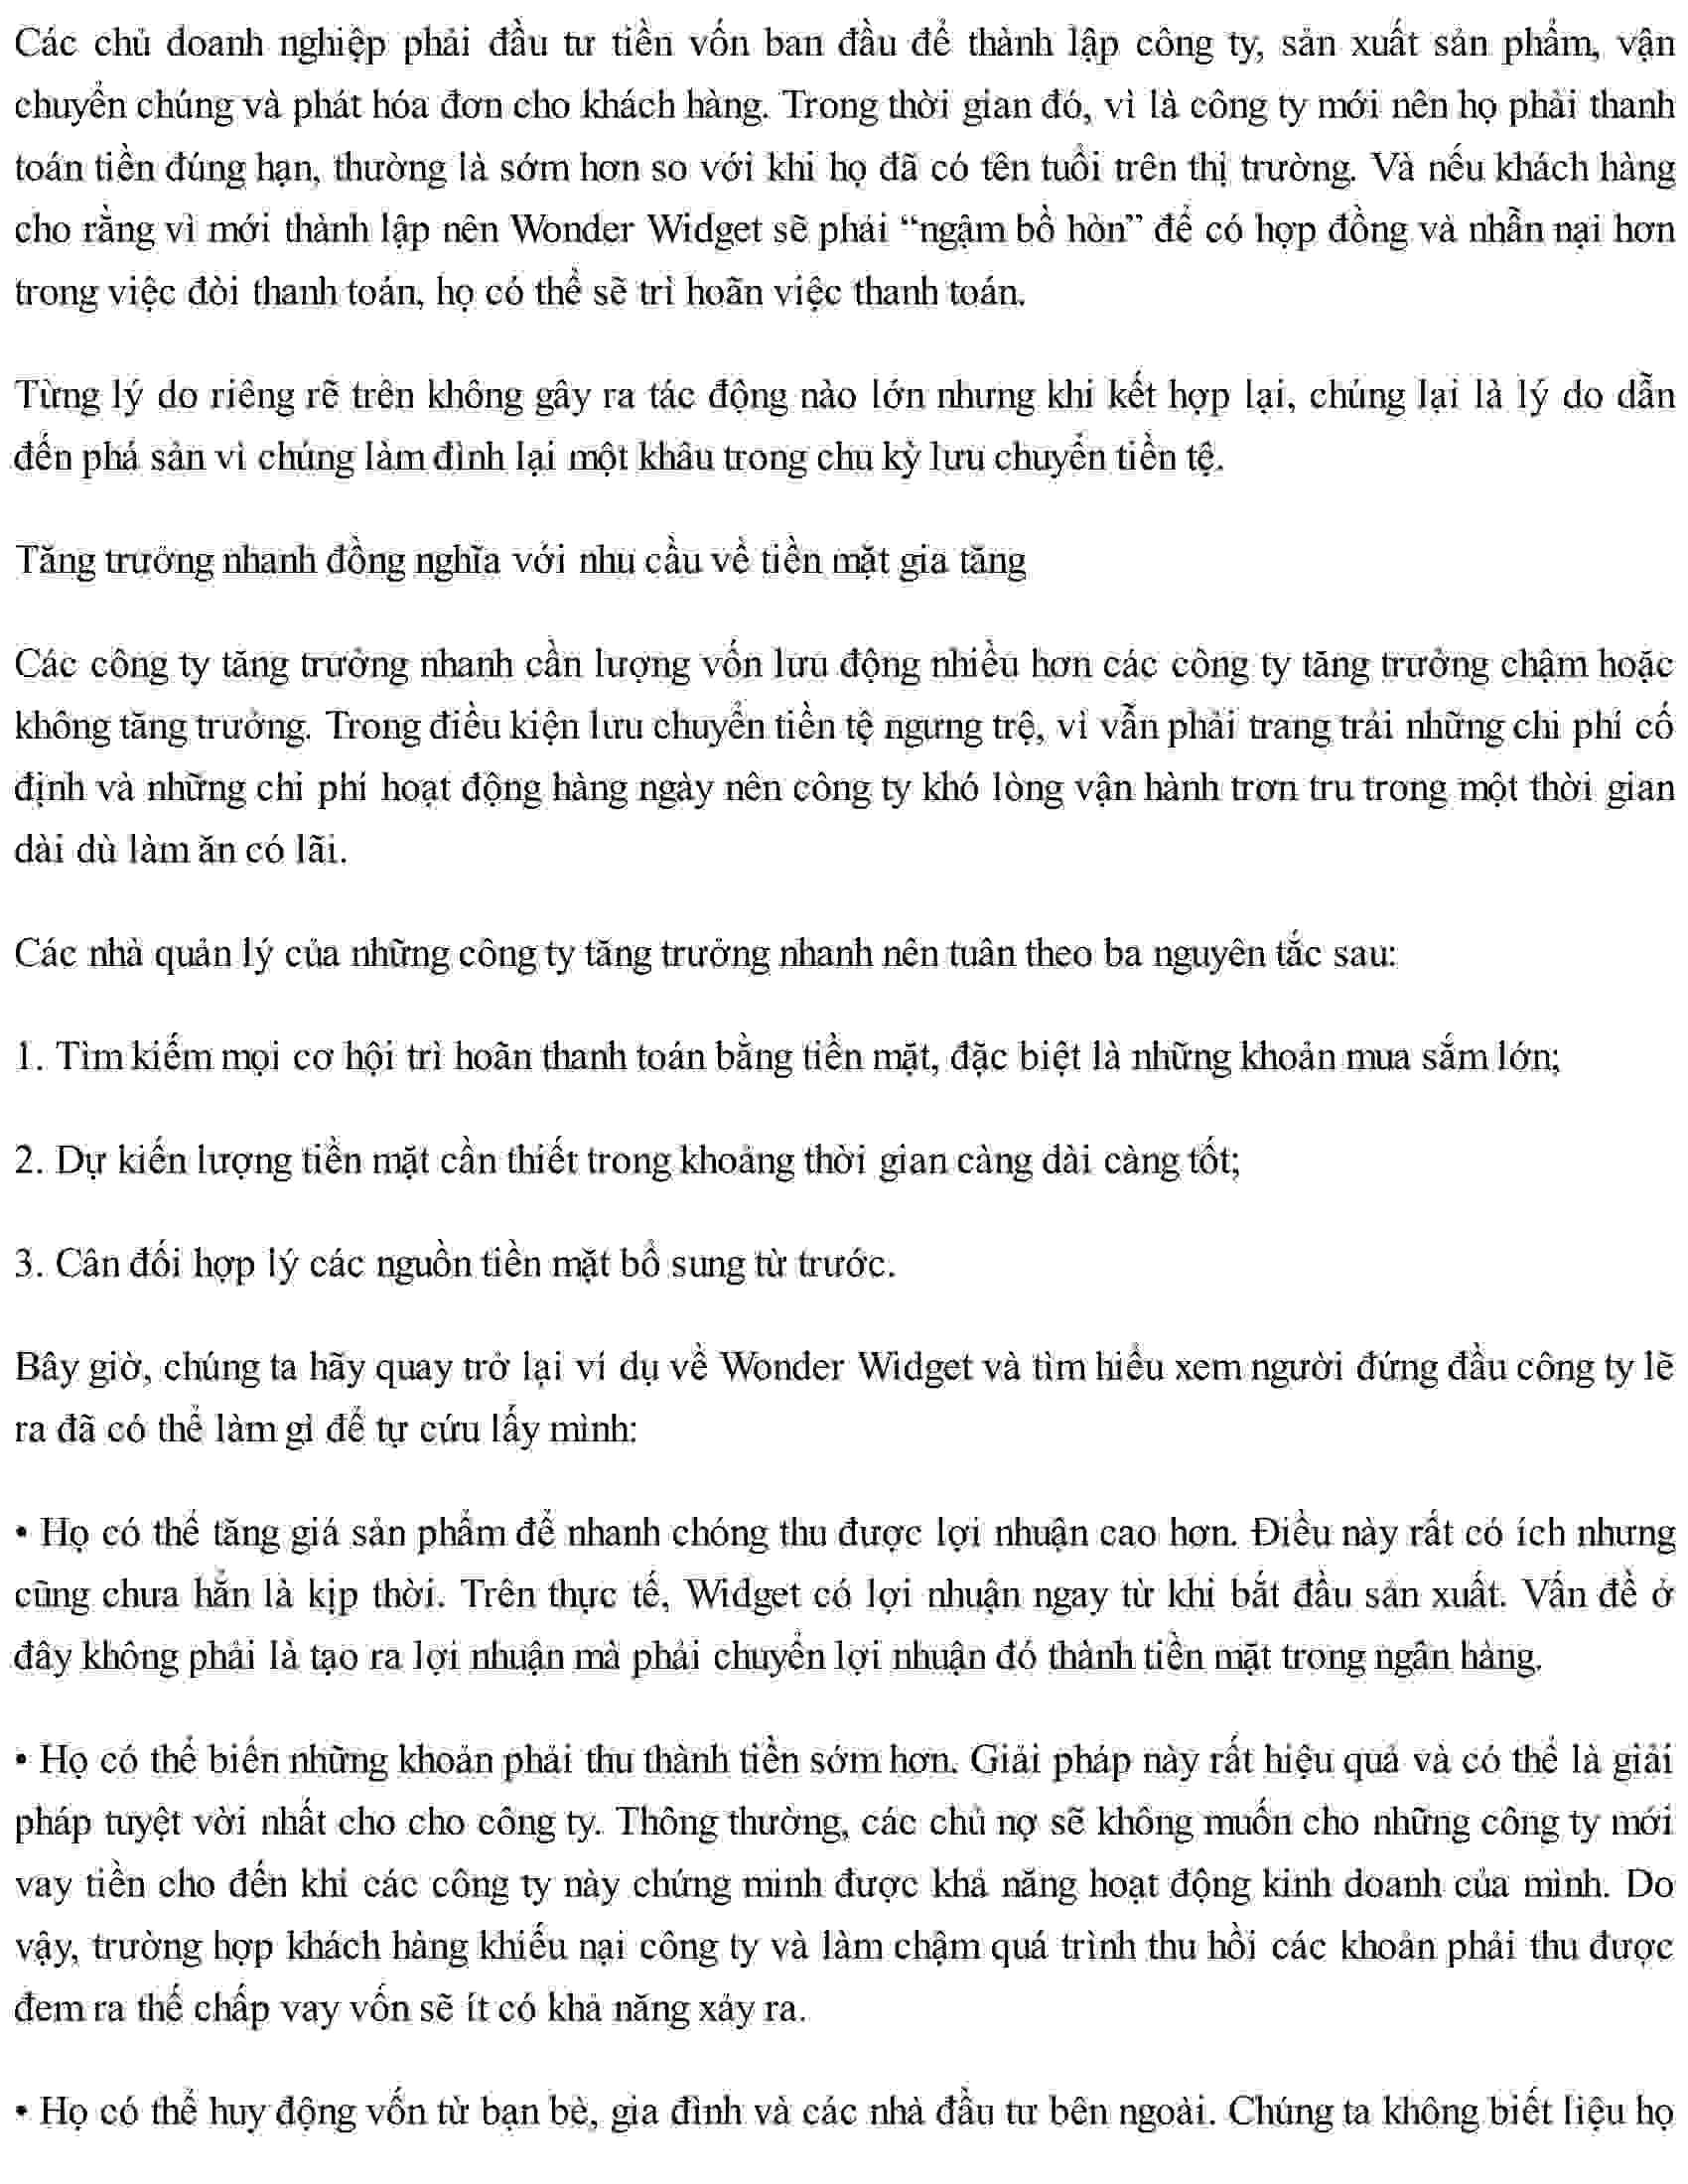 Các chủ doanh nghiệp phải đầu tư tiền vốn ban đầu để thành lập công ty, sản xuất sản phẩm, vận
chuyển chúng và phát hóa đơn cho khách hàng. Trong thời gian đó, vì là công ty mới nên họ phải thanh
toán tiền đúng hạn, thường là sớm hơn so với khi họ đã có tên tuổi trên thị trường. Và nếu khách hàng
cho rằng vì mới thành lập nên Wonder Widget sẽ phải “ngậm bồ hòn” để có hợp đồng và nhẫn nại hơn
trong việc đòi thanh toán, họ có thể sẽ trì hoãn việc thanh toán.
Từng lý do riêng rẽ trên không gây ra tác động nào lớn nhưng khi kết hợp lại, chúng lại là lý do dẫn
đến phá sản vì chúng làm đình lại một khâu trong chu kỳ lưu chuyển tiền tệ.
Tăng trưởng nhanh đồng nghĩa với nhu cầu về tiền mặt gia tăng
Các công ty tăng trưởng nhanh cần lượng vốn lưu động nhiều hơn các công ty tăng trưởng chậm hoặc
không tăng trưởng. Trong điều kiện lưu chuyển tiền tệ ngưng trệ, vì vẫn phải trang trải những chi phí cố
định và những chi phí hoạt động hàng ngày nên công ty khó lòng vận hành trơn tru trong một thời gian
dài dù làm ăn có lãi.
Các nhà quản lý của những công ty tăng trưởng nhanh nên tuân theo ba nguyên tắc sau:
1. Tìm kiếm mọi cơ hội trì hoãn thanh toán bằng tiền mặt, đặc biệt là những khoản mua sắm lớn;
2. Dự kiến lượng tiền mặt cần thiết trong khoảng thời gian càng dài càng tốt;
3. Cân đối hợp lý các nguồn tiền mặt bổ sung từ trước.
Bây giờ, chúng ta hãy quay trở lại ví dụ về Wonder Widget và tìm hiểu xem người đứng đầu công ty lẽ
ra đã có thể làm gì để tự cứu lấy mình:
• Họ có thể tăng giá sản phẩm để nhanh chóng thu được lợi nhuận cao hơn. Điều này rất có ích nhưng
cũng chưa hẳn là kịp thời. Trên thực tế, Widget có lợi nhuận ngay từ khi bắt đầu sản xuất. Vấn đề ở
đây không phải là tạo ra lợi nhuận mà phải chuyển lợi nhuận đó thành tiền mặt trong ngân hàng.
• Họ có thể biến những khoản phải thu thành tiền sớm hơn. Giải pháp này rất hiệu quả và có thể là giải
pháp tuyệt vời nhất cho cho công ty. Thông thường, các chủ nợ sẽ không muốn cho những công ty mới
vay tiền cho đến khi các công ty này chứng minh được khả năng hoạt động kinh doanh của mình. Do
vậy, trường hợp khách hàng khiếu nại công ty và làm chậm quá trình thu hồi các khoản phải thu được
đem ra thế chấp vay vốn sẽ ít có khả năng xảy ra.
• Họ có thể huy động vốn từ bạn bè, gia đình và các nhà đầu tư bên ngoài. Chúng ta không biết liệu họ